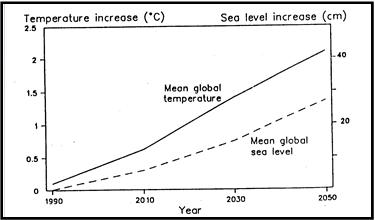 Temperature increase (°C) Sea level increase (cm)
2.5
2
1.5
1
0.5
0
40
20
Mean global
temperature
Mean global
sea level
1990 2010 2030 2050
Year